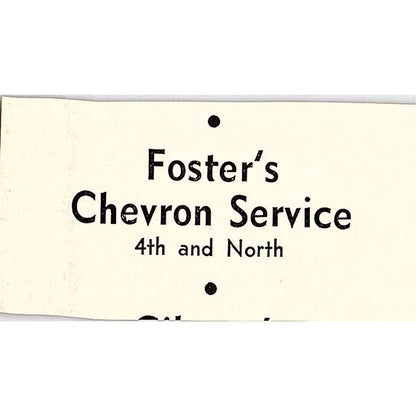 Foster's
Chevron Service
4th and North